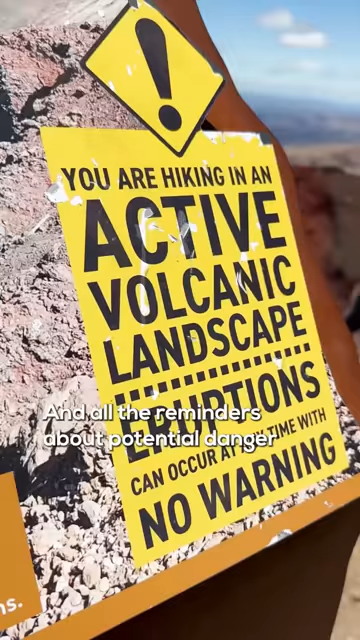 !
YOU ARE HIKING IN AN
ACTIVE
VOLCANIC
LANDSCAPE
ERUPTIONS
And all the reminders
about potential danger
CAN OCCUR AT ANY TIME WITH
NO WARNING
ns.